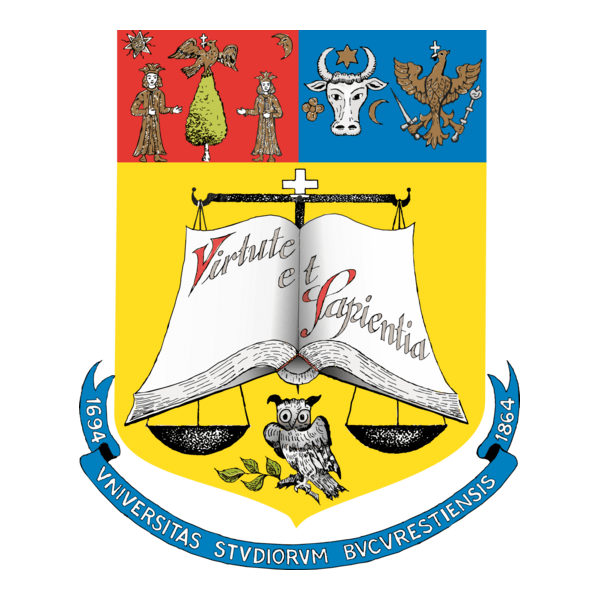 Virtute
et
Sapientia
1694 VNIVERSITAS STVDIORVM BVCVRESTIENSIS 1864